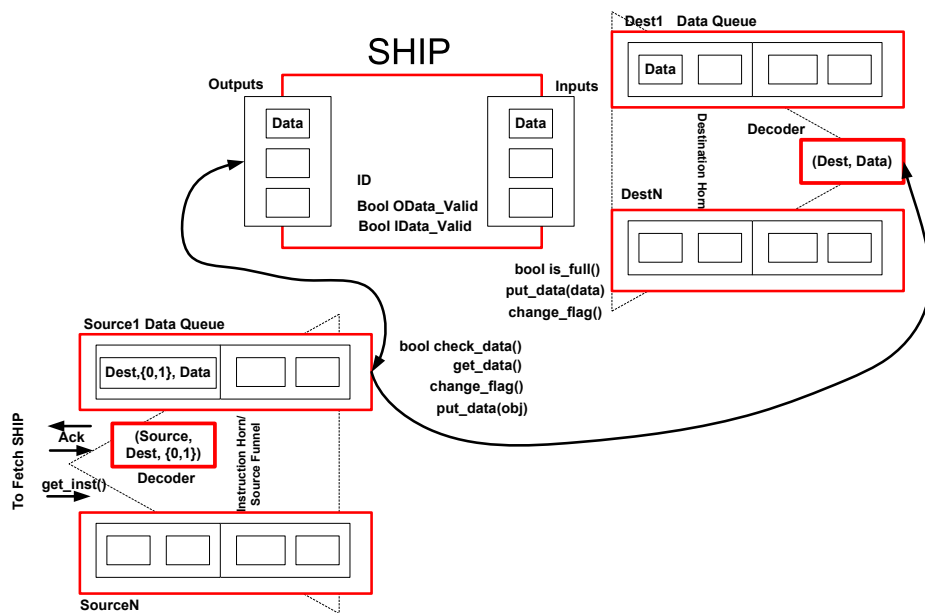 Dest1 Data Queue
SHIP
Outputs
Inputs
Data
Data
Data
Destination Horn
Decoder
(Dest, Data)
ID
Bool OData_Valid
Bool IData_Valid
DestN
bool is_full()
put_data(data)
change_flag()
Source1 Data Queue
Dest,{0,1}, Data
bool check_data()
get_data()
change_flag()
put_data(obj)
To Fetch SHIP
Ack
(Source,
Dest, {0,1})
Decoder
Instruction Horn/
Source Funnel
get_inst()
SourceN